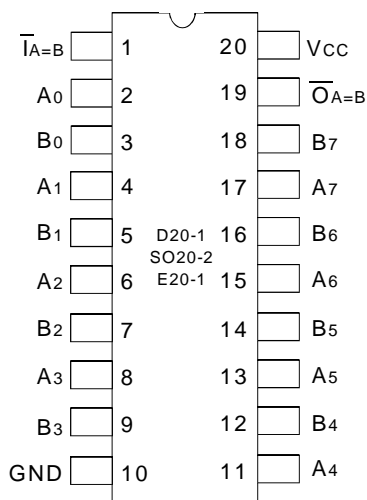 I̅A=B 1 20 VCC
A0 2 19 O̅A=B
B0 3 18 B7
A1 4 17 A7
B1 5 D20-1 16 B6
SO20-2
A2 6 E20-1 15 A6
B2 7 14 B5
A3 8 13 A5
B3 9 12 B4
GND 10 11 A4